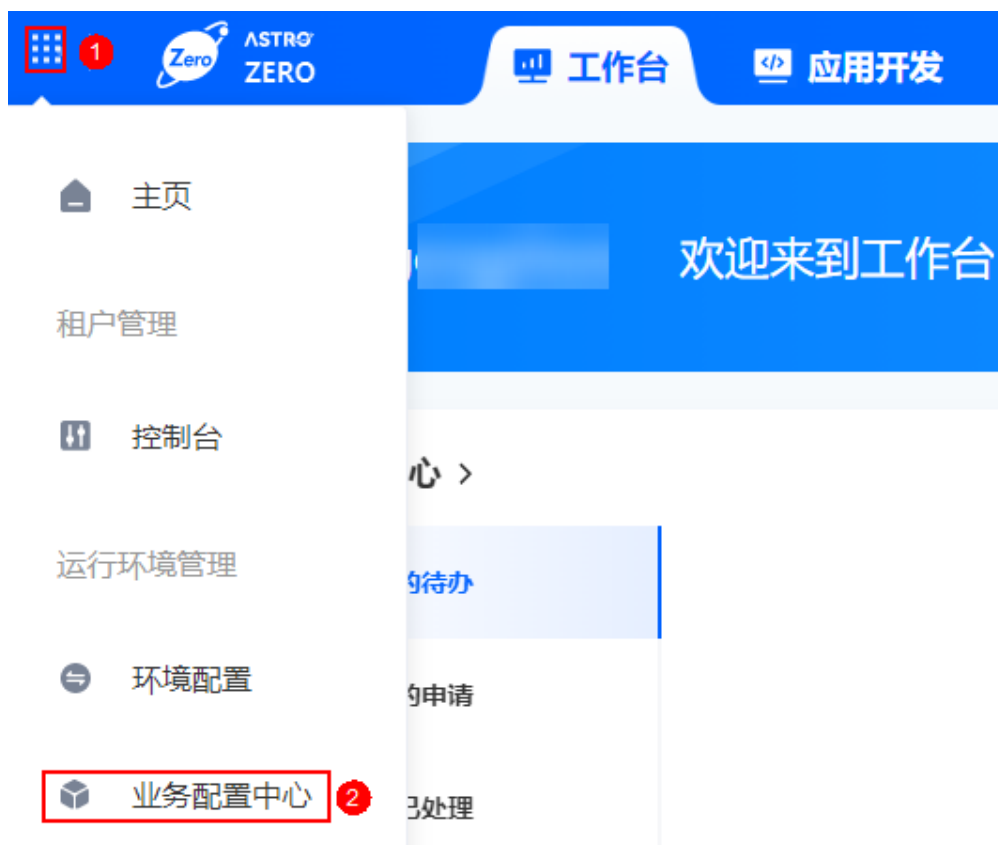 1
Zero
ASTRO
ZERO
工作台
应用开发
主页
欢迎来到工作台
租户管理
控制台
心 >
运行环境管理
的待办
环境配置
的申请
业务配置中心
2
已处理